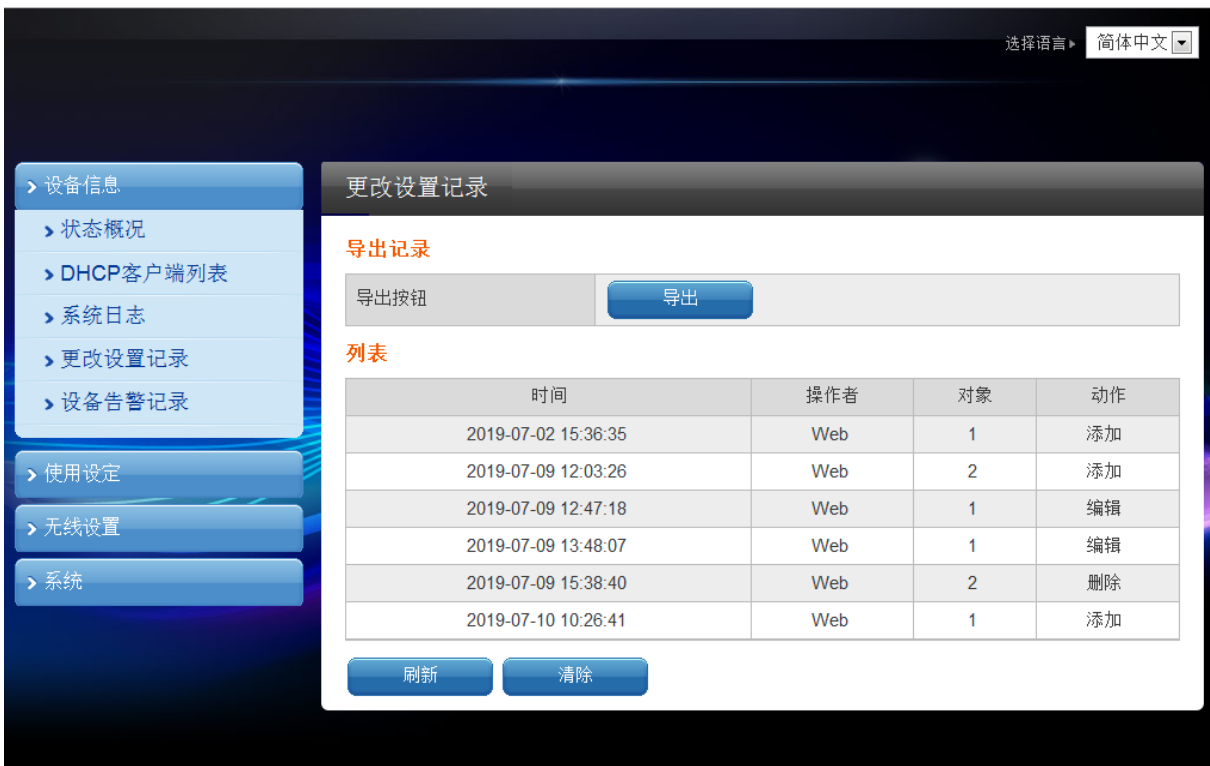 选择语言 简体中文
设备信息
状态概况
DHCP客户端列表
系统日志
更改设置记录
设备告警记录
使用设定
无线设置
系统
更改设置记录
导出记录
导出按钮 导出
列表
时间 操作者 对象 动作
2019-07-02 15:36:35 Web 1 添加
2019-07-09 12:03:26 Web 2 添加
2019-07-09 12:47:18 Web 1 编辑
2019-07-09 13:48:07 Web 1 编辑
2019-07-09 15:38:40 Web 2 删除
2019-07-10 10:26:41 Web 1 添加
刷新 清除